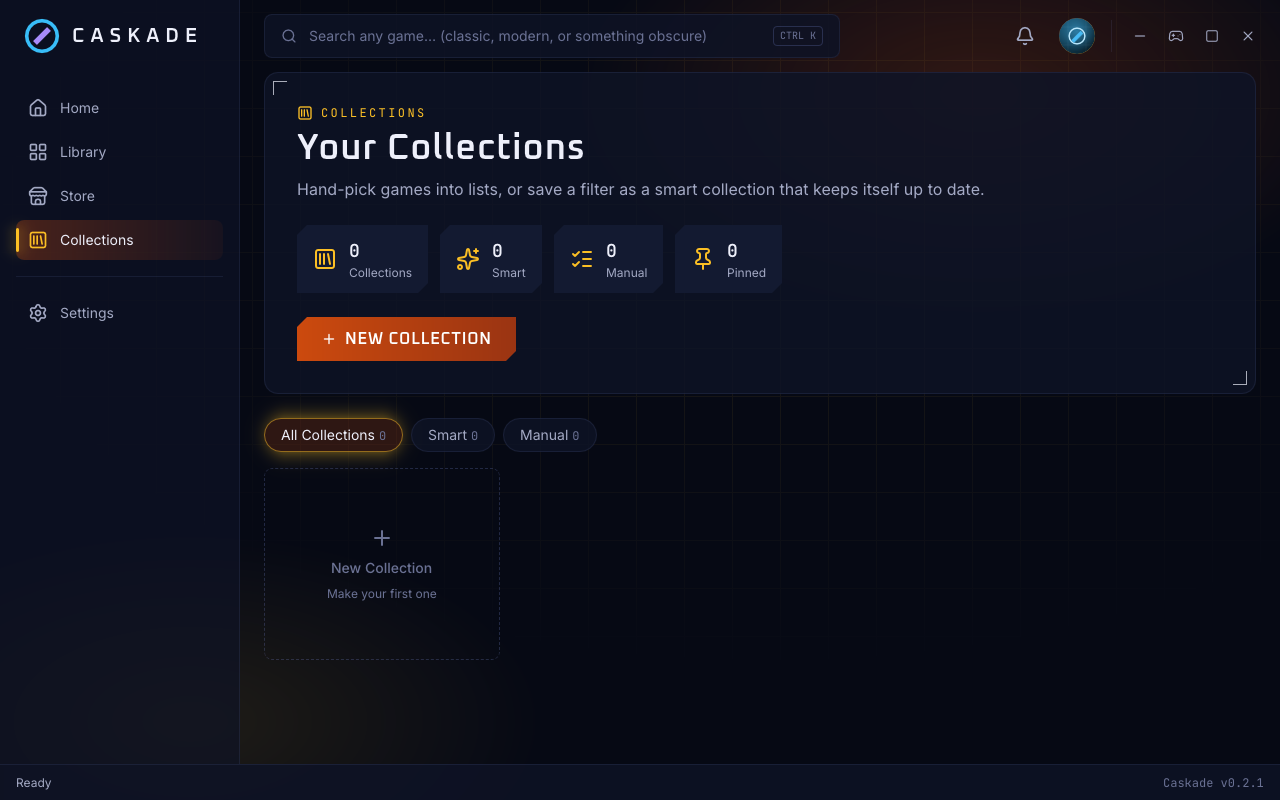 CASKADE
Search any game... (classic, modern, or something obscure)
CTRL K
Home
Library
Store
Collections
Settings
COLLECTIONS
Your Collections
Hand-pick games into lists, or save a filter as a smart collection that keeps itself up to date.
0
Collections
0
Smart
0
Manual
0
Pinned
NEW COLLECTION
All Collections 0
Smart 0
Manual 0
New Collection
Make your first one
Ready
Caskade v0.2.1